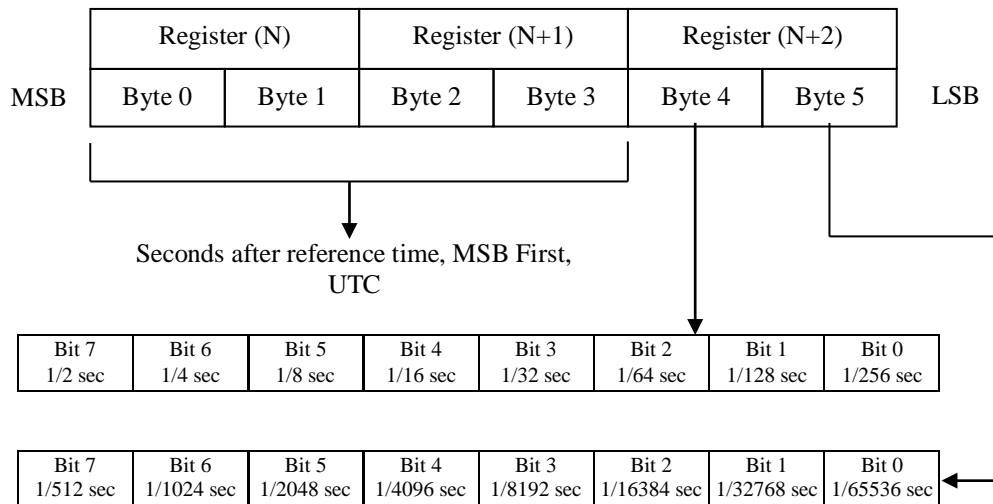 Register (N) Register (N+1) Register (N+2)
MSB Byte 0 Byte 1 Byte 2 Byte 3 Byte 4 Byte 5 LSB
Seconds after reference time, MSB First,
UTC
Bit 7 Bit 6 Bit 5 Bit 4 Bit 3 Bit 2 Bit 1 Bit 0
1/2 sec 1/4 sec 1/8 sec 1/16 sec 1/32 sec 1/64 sec 1/128 sec 1/256 sec
Bit 7 Bit 6 Bit 5 Bit 4 Bit 3 Bit 2 Bit 1 Bit 0
1/512 sec 1/1024 sec 1/2048 sec 1/4096 sec 1/8192 sec 1/16384 sec 1/32768 sec 1/65536 sec